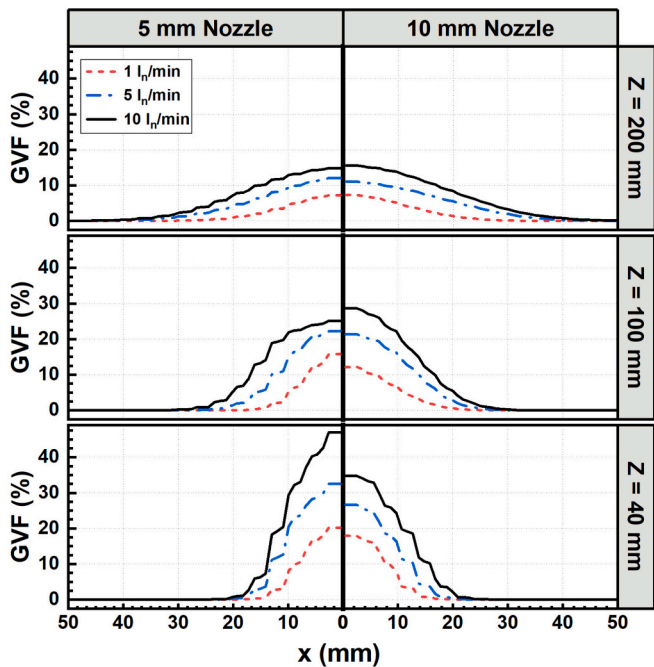 5 mm Nozzle 10 mm Nozzle
1 lₙ/min
5 lₙ/min
10 lₙ/min
GVF (%)
40
30
20
10
0
Z = 200 mm
GVF (%)
40
30
20
10
0
Z = 100 mm
GVF (%)
40
30
20
10
0
Z = 40 mm
50 40 30 20 10 0 10 20 30 40 50
x (mm)